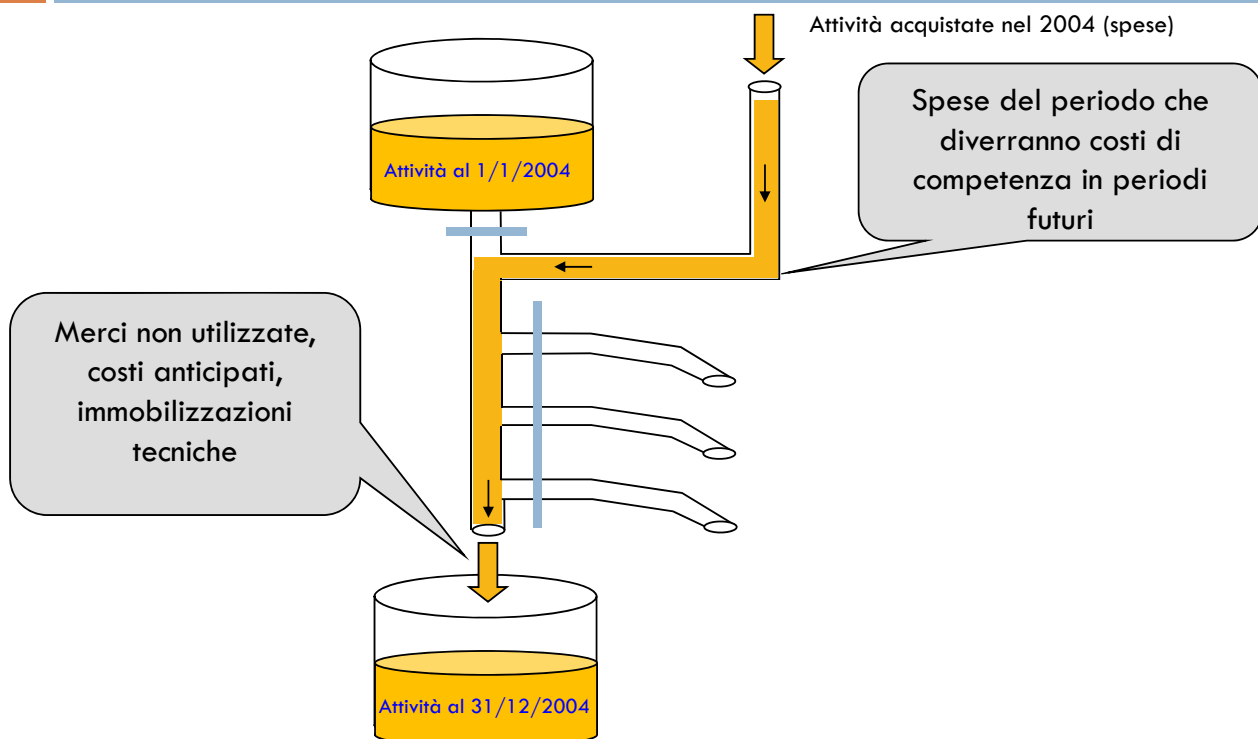 Attività acquistate nel 2004 (spese)
Spese del periodo che
diverranno costi di
competenza in periodi
futuri
Attività al 1/1/2004
Merci non utilizzate,
costi anticipati,
immobilizzazioni
tecniche
Attività al 31/12/2004